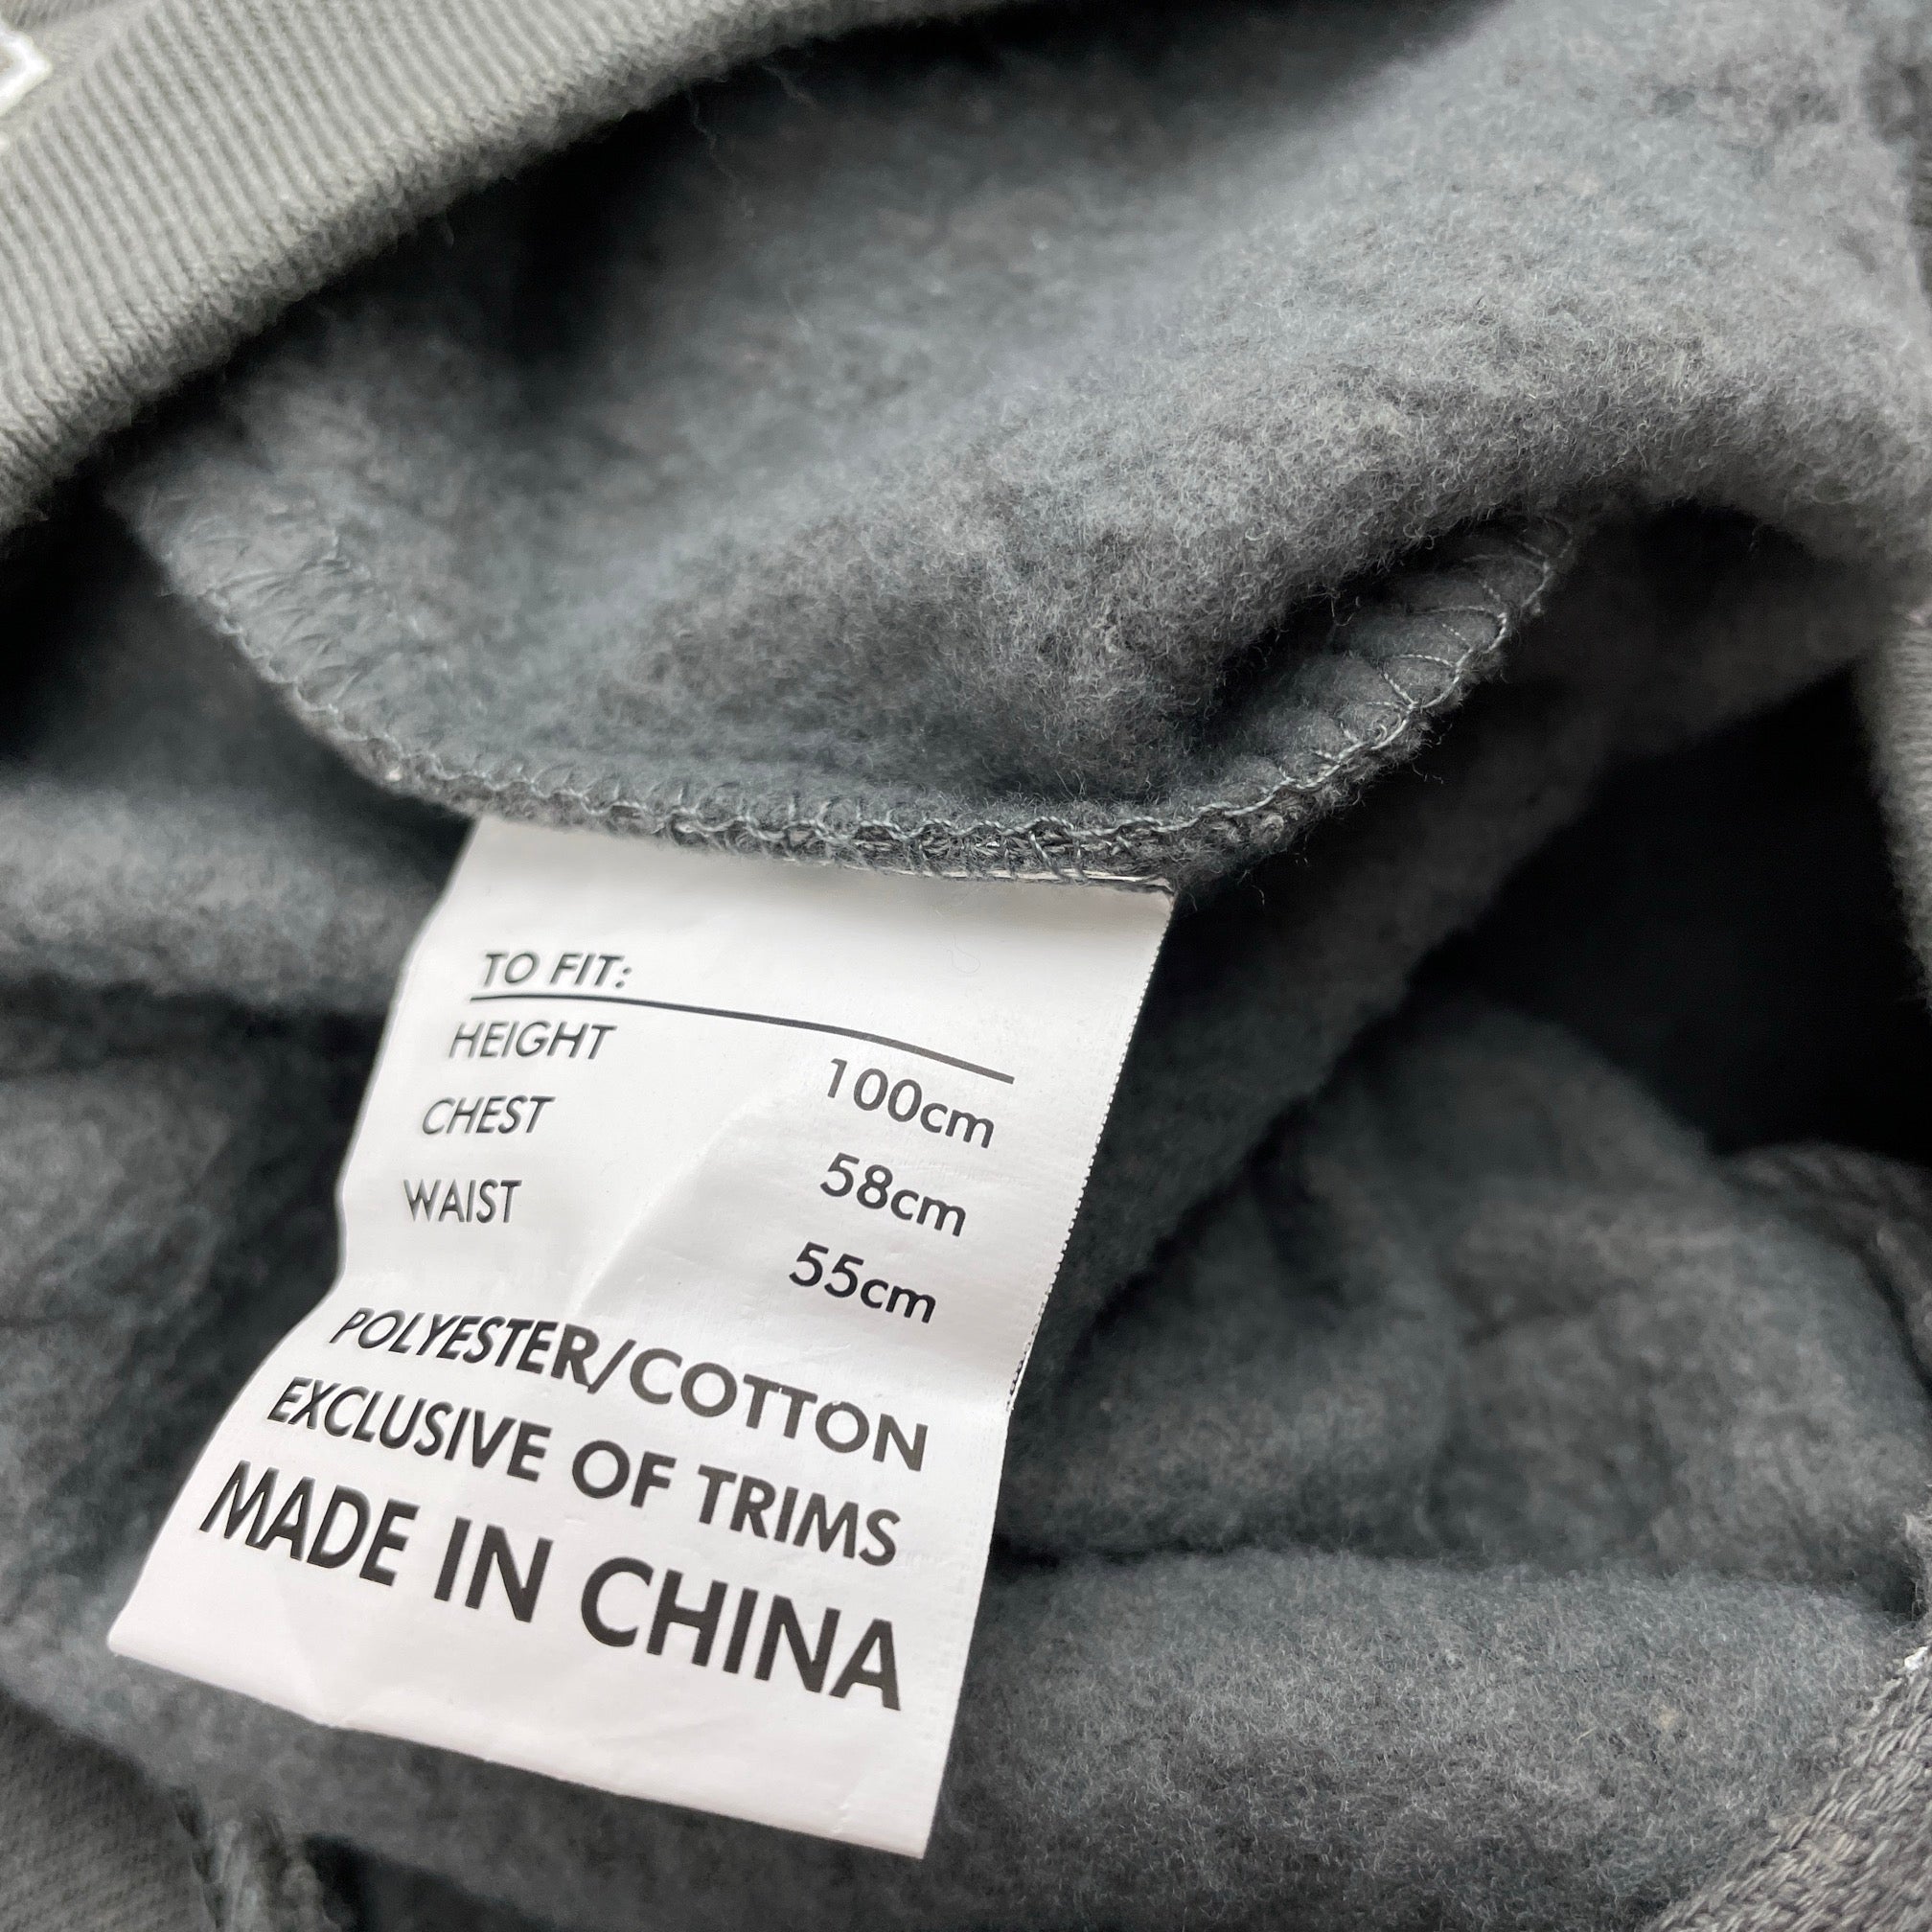 TO FIT:
HEIGHT 100cm
CHEST 58cm
WAIST 55cm
POLYESTER/COTTON
EXCLUSIVE OF TRIMS
MADE IN CHINA